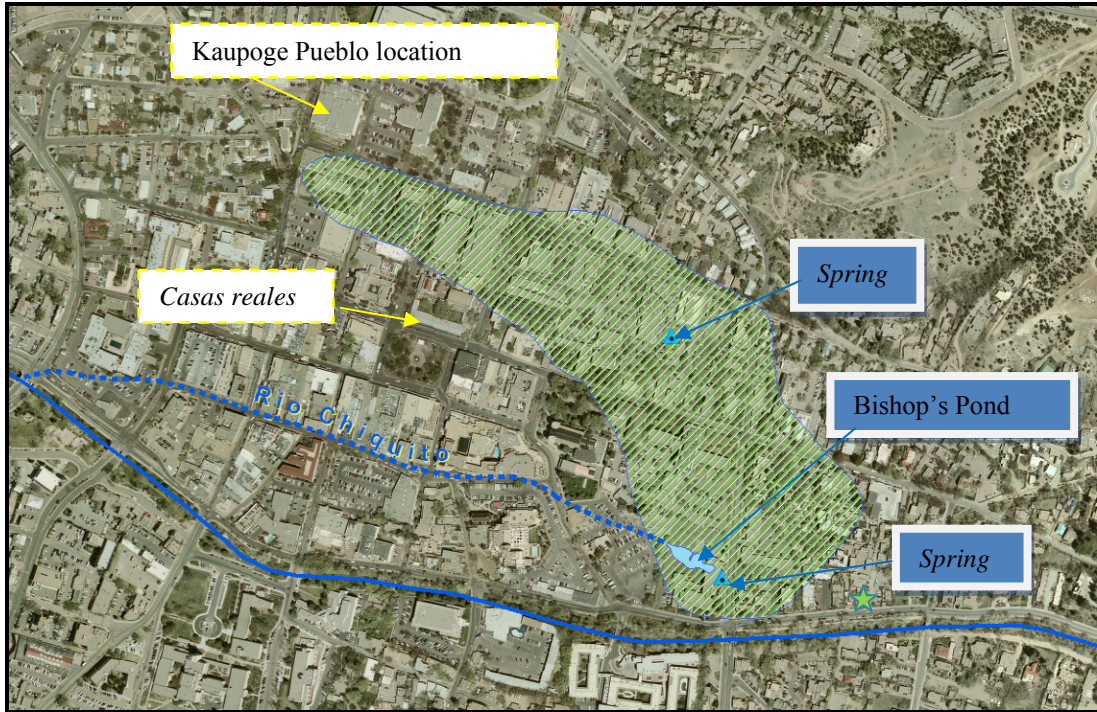 Kaupoge Pueblo location
Spring
Casas reales
Bishop's Pond
Rio Chiquito
Spring